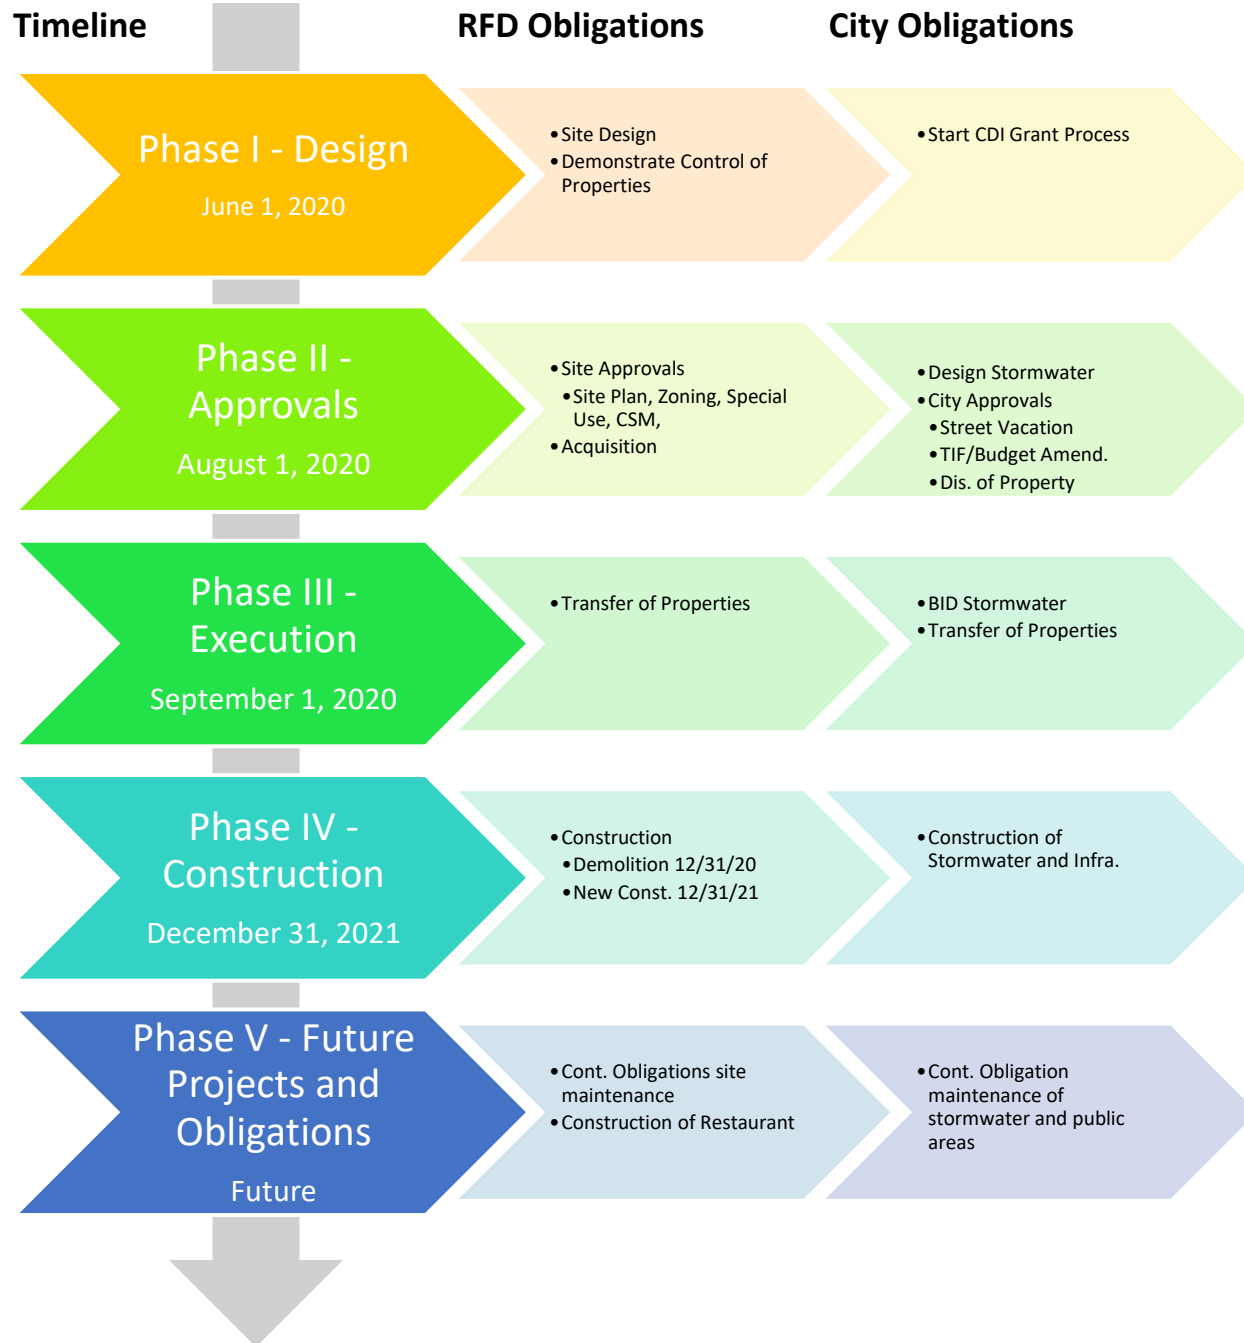 Timeline
RFD Obligations
City Obligations
Phase I - Design
June 1, 2020
•Site Design
•Demonstrate Control of
Properties
•Start CDI Grant Process
Phase II -
Approvals
August 1, 2020
•Site Approvals
•Site Plan, Zoning, Special
Use, CSM,
•Acquisition
•Design Stormwater
•City Approvals
•Street Vacation
•TIF/Budget Amend.
•Dis. of Property
Phase III -
Execution
September 1, 2020
•Transfer of Properties
•BID Stormwater
•Transfer of Properties
Phase IV -
Construction
December 31, 2021
•Construction
•Demolition 12/31/20
•New Const. 12/31/21
•Construction of
Stormwater and Infra.
Phase V - Future
Projects and
Obligations
Future
•Cont. Obligations site
maintenance
•Construction of Restaurant
•Cont. Obligation
maintenance of
stormwater and public
areas